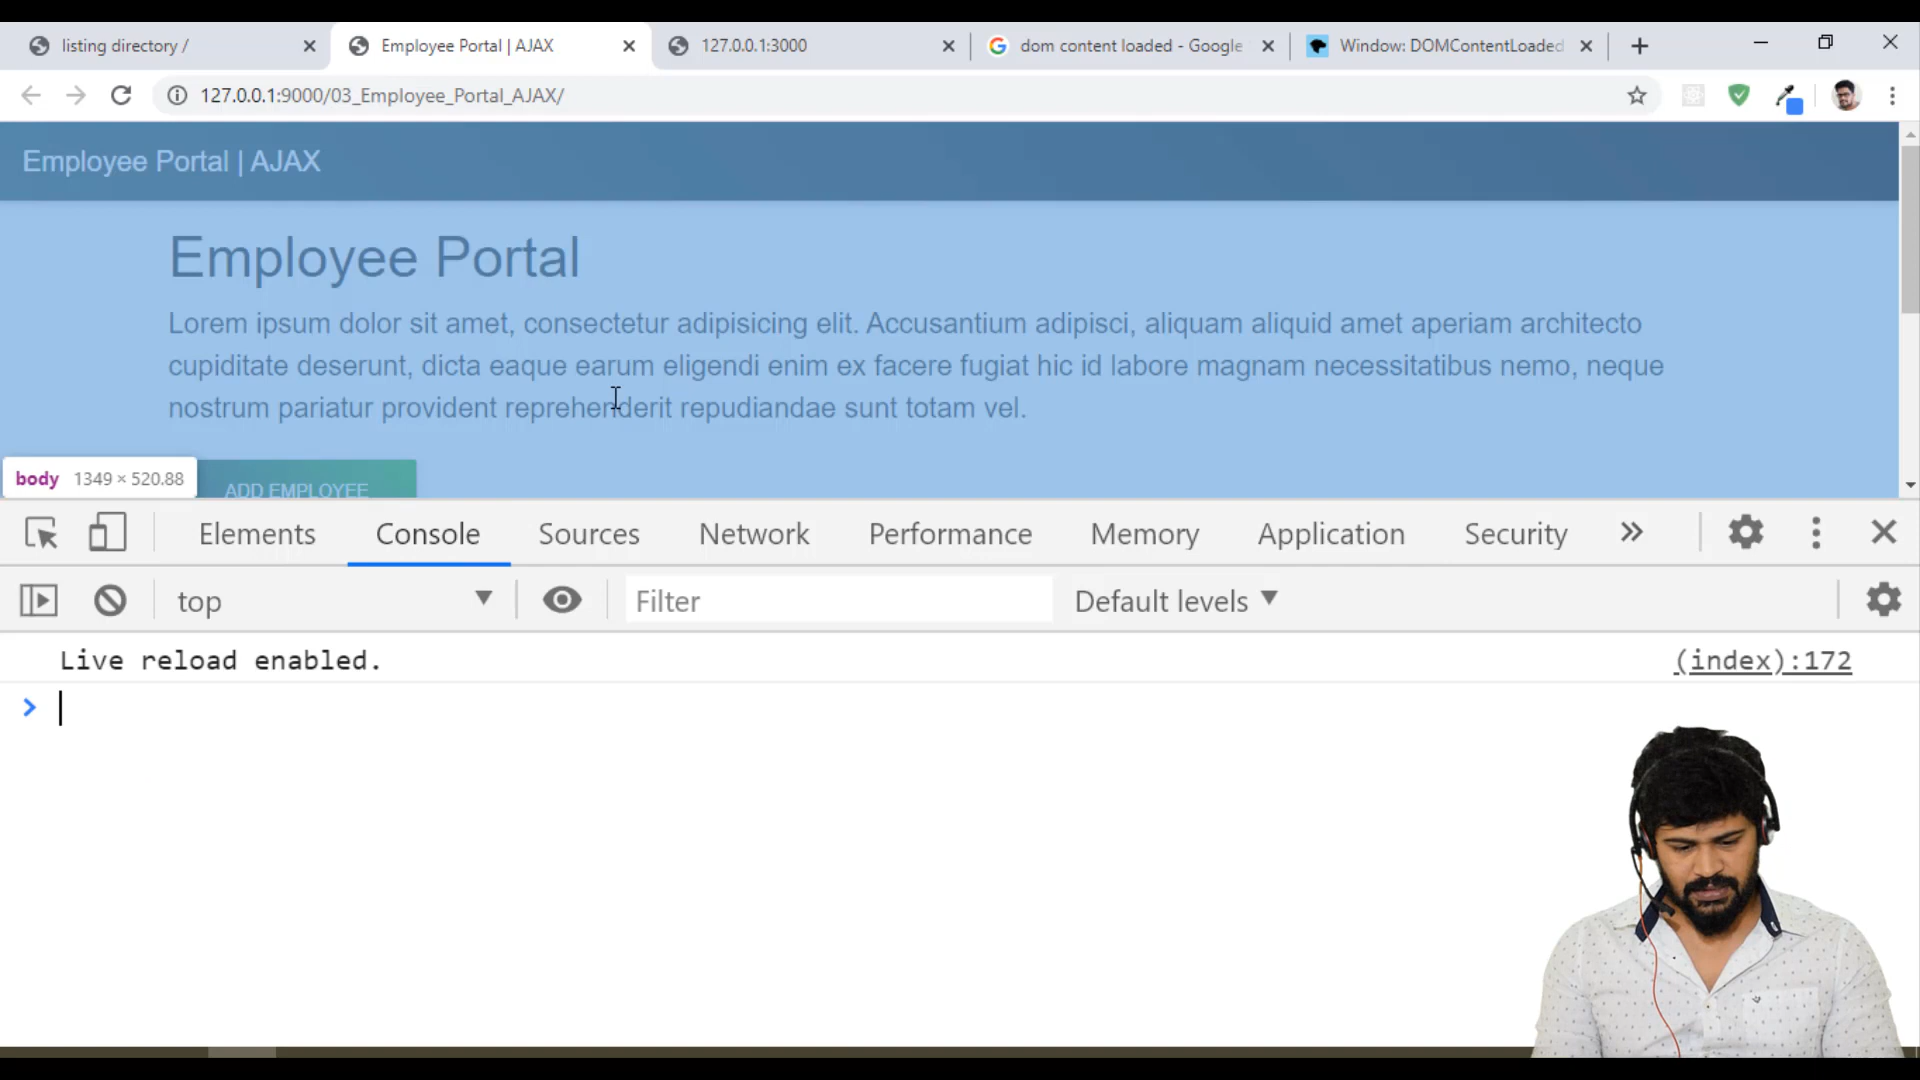 listing directory /
Employee Portal | AJAX
127.0.0.1:3000
dom content loaded - Google
Window: DOMContentLoaded
127.0.0.1:9000/03_Employee_Portal_AJAX/
Employee Portal | AJAX
Employee Portal
Lorem ipsum dolor sit amet, consectetur adipisicing elit. Accusantium adipisci, aliquam aliquid amet aperiam architecto
cupiditate deserunt, dicta eaque earum eligendi enim ex facere fugiat hic id labore magnam necessitatibus nemo, neque
nostrum pariatur provident reprehenderit repudiandae sunt totam vel.
body 1349 × 520.88
ADD EMPLOYEE
Elements Console Sources Network Performance Memory Application Security »
top Filter Default levels
Live reload enabled. (index):172